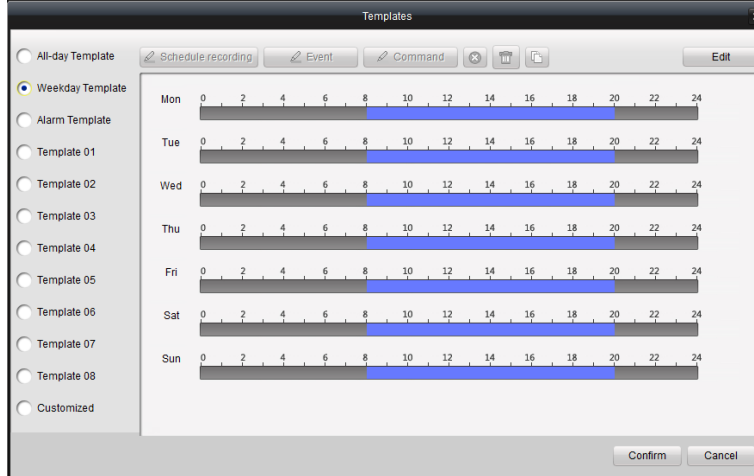 Templates
All-day Template
Schedule recording Event Command Edit
Weekday Template
Mon 0 2 4 6 8 10 12 14 16 18 20 22 24
Alarm Template
Tue 0 2 4 6 8 10 12 14 16 18 20 22 24
Template 01
Template 02
Wed 0 2 4 6 8 10 12 14 16 18 20 22 24
Template 03
Thu 0 2 4 6 8 10 12 14 16 18 20 22 24
Template 04
Fri 0 2 4 6 8 10 12 14 16 18 20 22 24
Template 05
Template 06
Sat 0 2 4 6 8 10 12 14 16 18 20 22 24
Template 07
Sun 0 2 4 6 8 10 12 14 16 18 20 22 24
Template 08
Customized
Confirm Cancel